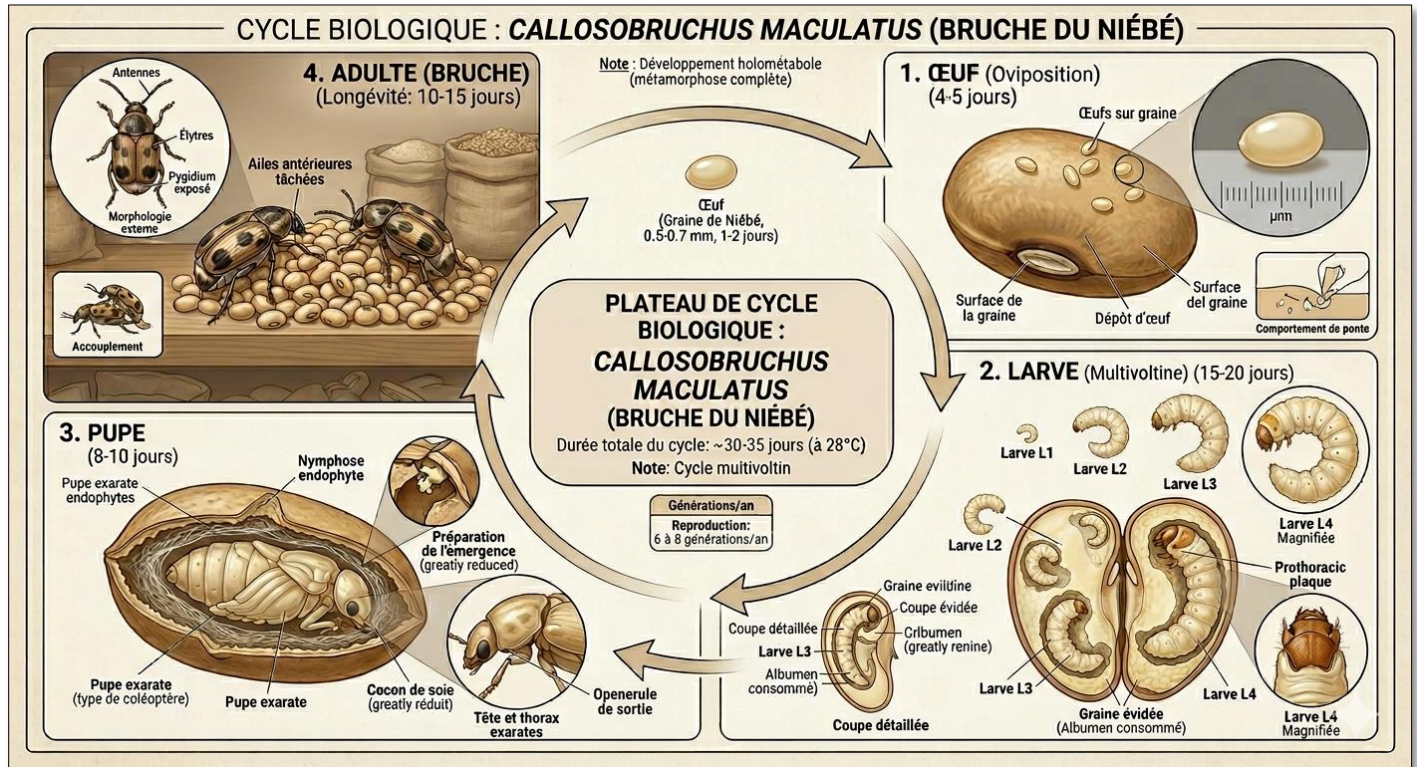 CYCLE BIOLOGIQUE : CALLOSOBRUCHUS MACULATUS (BRUCHE DU NIÉBÉ)
4. ADULTE (BRUCHE)
(Longévité: 10-15 jours)
Antennes
Élytres
Pygidium
exposé
Morphologie
esterne
Ailes antérieures
tâchées
Accouplement
Note : Développement holométabole
(métamorphose complète)
Œuf
(Graine de Niébé,
0.5-0.7 mm, 1-2 jours)
1. ŒUF (Oviposition)
(4-5 jours)
Œufs sur graine
µm
Surface de
la graine
Dépôt d'œuf
Surface
del graine
Comportement de ponte
PLATEAU DE CYCLE
BIOLOGIQUE :
CALLOSOBRUCHUS
MACULATUS
(BRUCHE DU NIÉBÉ)
Durée totale du cycle: ~30-35 jours (à 28°C)
Note: Cycle multivoltin
Générations/an
Reproduction:
6 à 8 générations/an
2. LARVE (Multivoltine) (15-20 jours)
Larve L1
Larve L2
Larve L3
Larve L4
Magnifiée
Larve L2
Prothoracic
plaque
Larve L3
Larve L4
Graine évidée
(Albumen consommé)
Larve L4
Magnifiée
Graine eviidine
Coupe évidée
Coupe détaillée
Crlbumen
(greatly renine)
Larve L3
Albumen
consommé)
Coupe détaillée
3. PUPE
(8-10 jours)
Pupe exarate
endophytes
Nymphose
endophyte
Préparation
de l'émergence
(greatly reduced)
Pupe exarate
(type de coléoptère)
Pupe exarate
Cocon de soie
(greatly réduit)
Tête et thorax
exarates
Openerule
de sortie